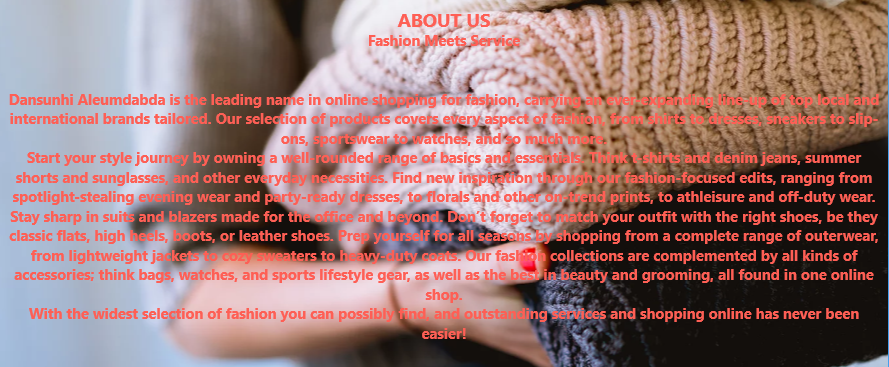 ABOUT US
Fashion Meets Service
Dansunhi Aleumdabda is the leading name in online shopping for fashion, carrying an ever-expanding line-up of top local and
international brands tailored. Our selection of products covers every aspect of fashion, from shirts to dresses, sneakers to slip-
ons, sportswear to watches, and so much more.
Start your style journey by owning a well-rounded range of basics and essentials. Think t-shirts and denim jeans, summer
shorts and sunglasses, and other everyday necessities. Find new inspiration through our fashion-focused edits, ranging from
spotlight-stealing evening wear and party-ready dresses, to florals and other on-trend prints, to athleisure and off-duty wear.
Stay sharp in suits and blazers made for the office and beyond. Don't forget to match your outfit with the right shoes, be they
classic flats, high heels, boots, or leather shoes. Prep yourself for all seasons by shopping from a complete range of outerwear,
from lightweight jackets to cozy sweaters to heavy-duty coats. Our fashion collections are complemented by all kinds of
accessories; think bags, watches, and sports lifestyle gear, as well as the best in beauty and grooming, all found in one online
shop.
With the widest selection of fashion you can possibly find, and outstanding services and shopping online has never been
easier!